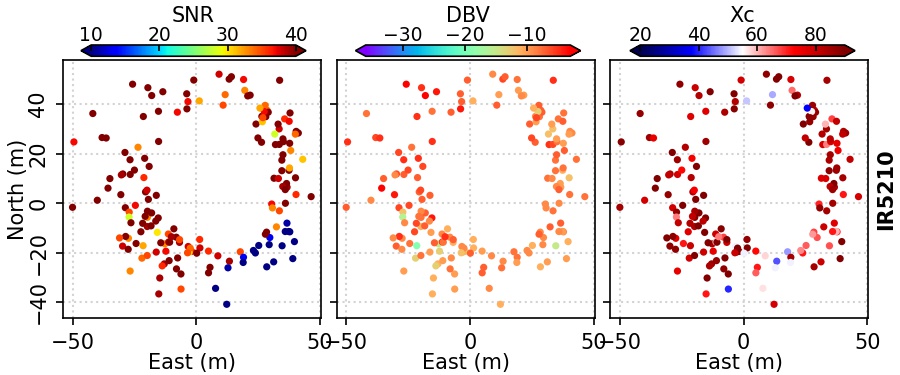 SNR DBV Xc
10 20 30 40 −30 −20 −10 20 40 60 80
40
20
0
−20
−40
North (m)
−50 0 50 −50 0 50 −50 0 50
East (m) East (m) East (m)
IR5210